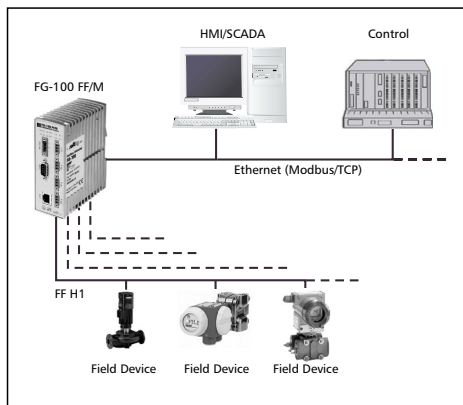 HMI/SCADA
Control
FG-100 FF/M
Ethernet (Modbus/TCP)
FF H1
Field Device
Field Device
Field Device